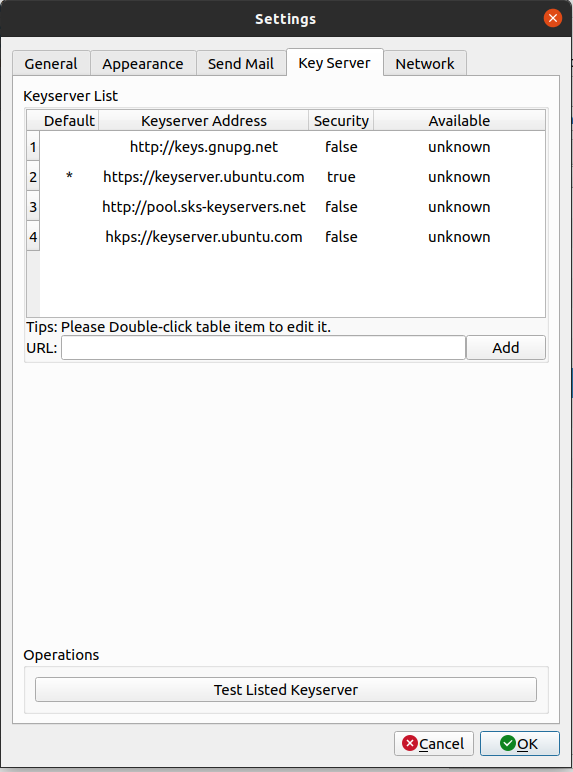 Settings
General Appearance Send Mail Key Server Network
Keyserver List
Default Keyserver Address Security Available
1 http://keys.gnupg.net false unknown
2 * https://keyserver.ubuntu.com true unknown
3 http://pool.sks-keyservers.net false unknown
4 hkps://keyserver.ubuntu.com false unknown
Tips: Please Double-click table item to edit it.
URL: Add
Operations
Test Listed Keyserver
Cancel OK